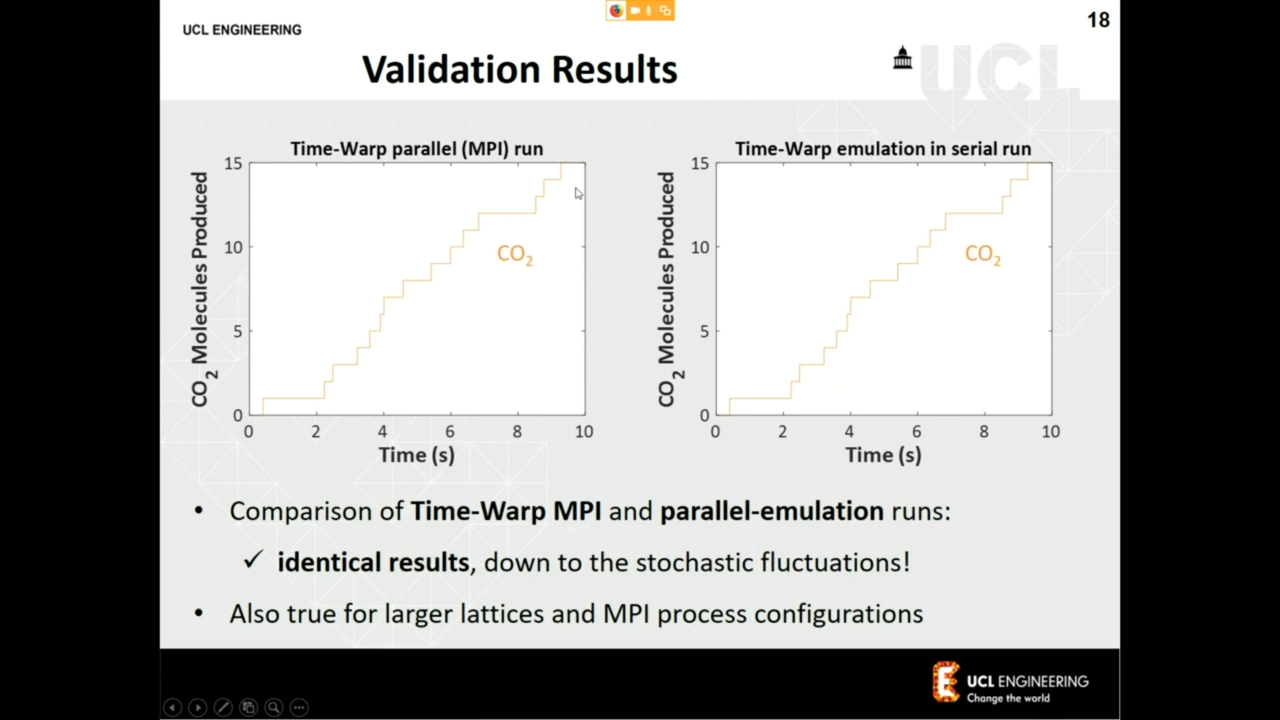 UCL ENGINEERING
18
Validation Results
UCL
Time-Warp parallel (MPI) run
CO2 Molecules Produced
15
10
5
0
CO2
0 2 4 6 8 10
Time (s)
Time-Warp emulation in serial run
CO2 Molecules Produced
15
10
5
0
CO2
0 2 4 6 8 10
Time (s)
• Comparison of Time-Warp MPI and parallel-emulation runs:
✓ identical results, down to the stochastic fluctuations!
• Also true for larger lattices and MPI process configurations
UCL ENGINEERING
Change the world